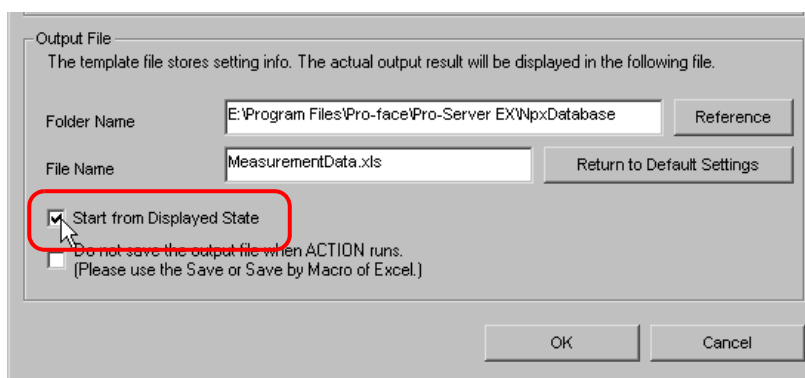 Output File
The template file stores setting info. The actual output result will be displayed in the following file.
Folder Name
E:\Program Files\Pro-face\Pro-Server EX\NpxDatabase
Reference
File Name
MeasurementData.xls
Return to Default Settings
Start from Displayed State
Do not save the output file when ACTION runs.
(Please use the Save or Save by Macro of Excel.)
OK
Cancel